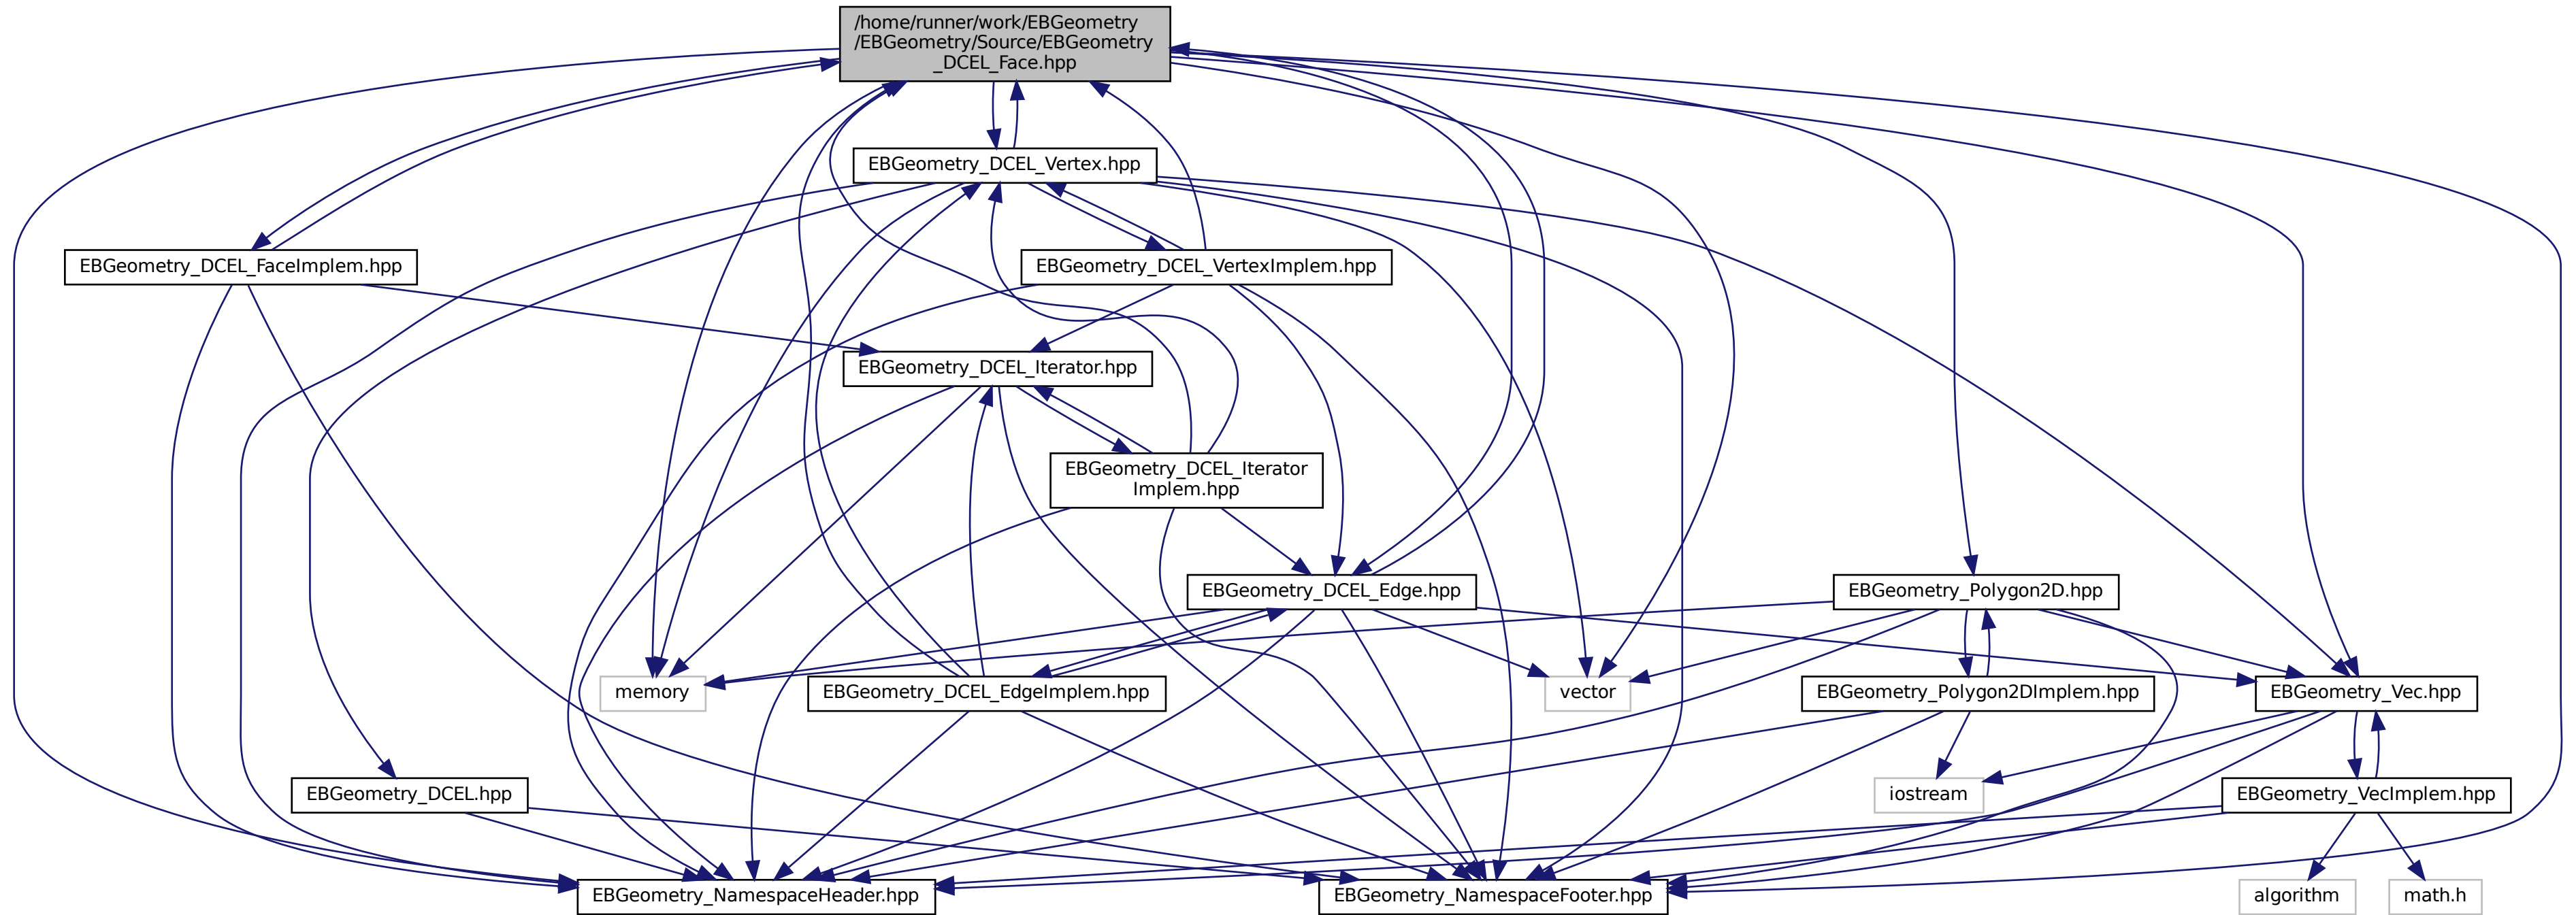 /home/runner/work/EBGeometry
/EBGeometry/Source/EBGeometry
_DCEL_Face.hpp
EBGeometry_DCEL_Vertex.hpp
EBGeometry_DCEL_FaceImplem.hpp
EBGeometry_DCEL_VertexImplem.hpp
EBGeometry_DCEL_Iterator.hpp
EBGeometry_DCEL_Iterator
Implem.hpp
EBGeometry_DCEL_Edge.hpp
EBGeometry_Polygon2D.hpp
memory
EBGeometry_DCEL_EdgeImplem.hpp
vector
EBGeometry_Polygon2DImplem.hpp
EBGeometry_Vec.hpp
EBGeometry_DCEL.hpp
iostream
EBGeometry_VecImplem.hpp
EBGeometry_NamespaceHeader.hpp
EBGeometry_NamespaceFooter.hpp
algorithm
math.h